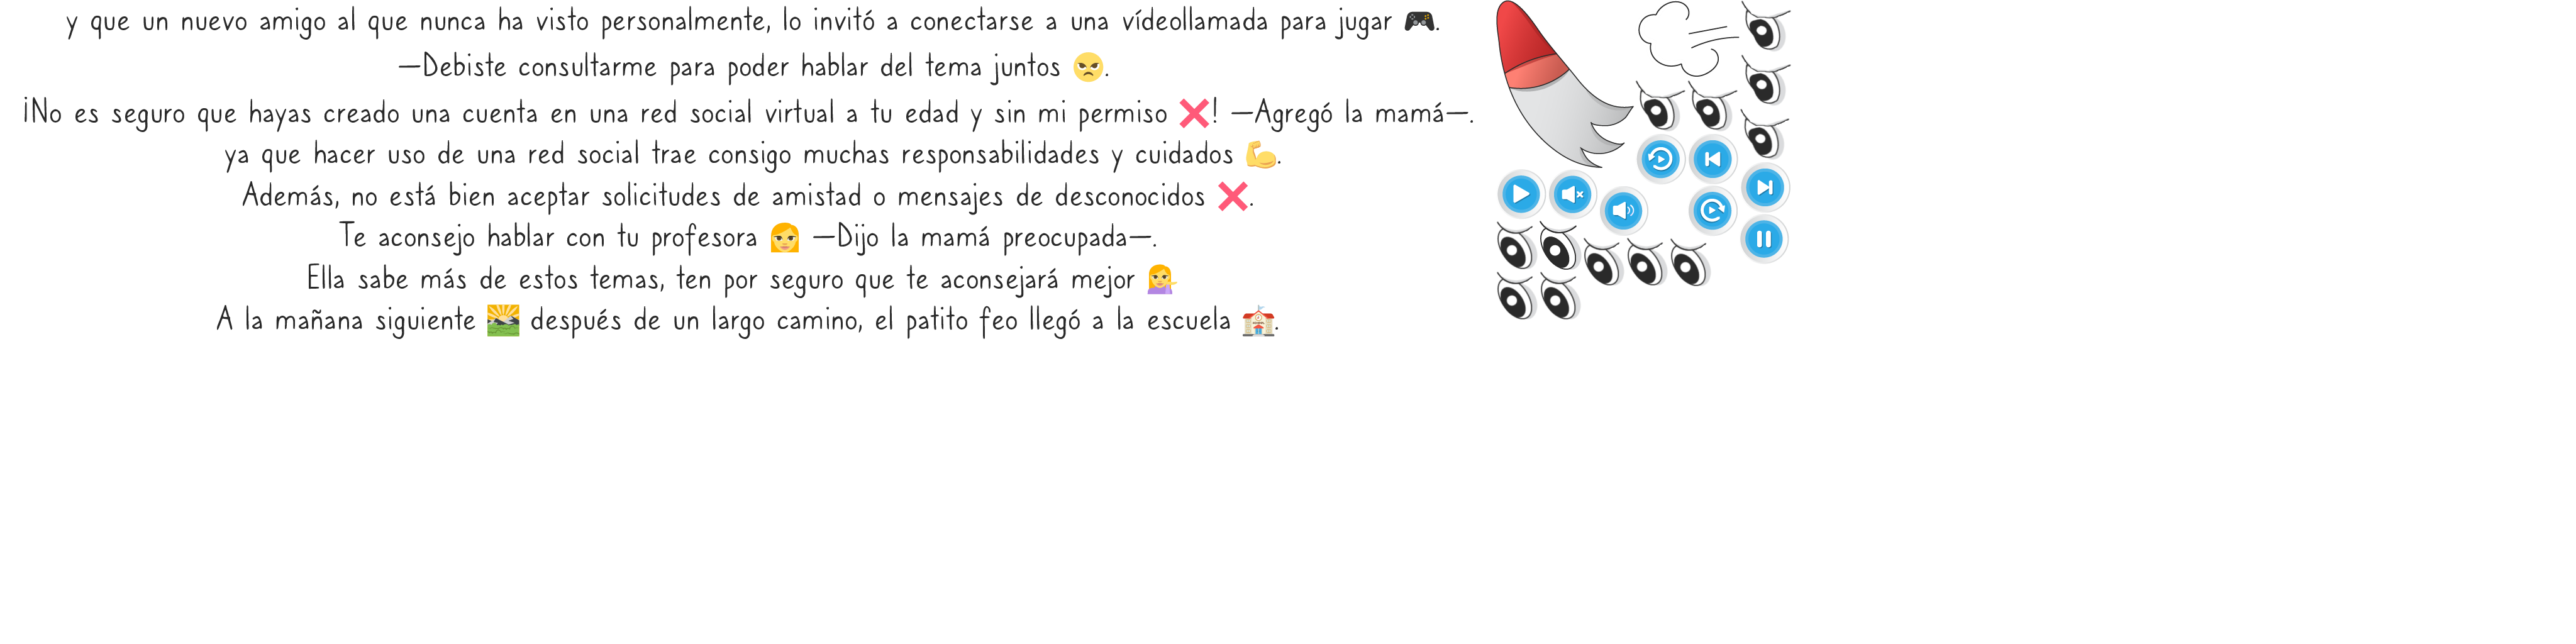 y que un nuevo amigo al que nunca ha visto personalmente, lo invitó a conectarse a una vídeollamada para jugar 🎮.
—Debiste consultarme para poder hablar del tema juntos 😠.
¡No es seguro que hayas creado una cuenta en una red social virtual a tu edad y sin mi permiso ❌! —Agregó la mamá—.
ya que hacer uso de una red social trae consigo muchas responsabilidades y cuidados 💪.
Además, no está bien aceptar solicitudes de amistad o mensajes de desconocidos ❌.
Te aconsejo hablar con tu profesora 👩 —Dijo la mamá preocupada—.
Ella sabe más de estos temas, ten por seguro que te aconsejará mejor 💁‍♀️
A la mañana siguiente 🌄 después de un largo camino, el patito feo llegó a la escuela 🏫.